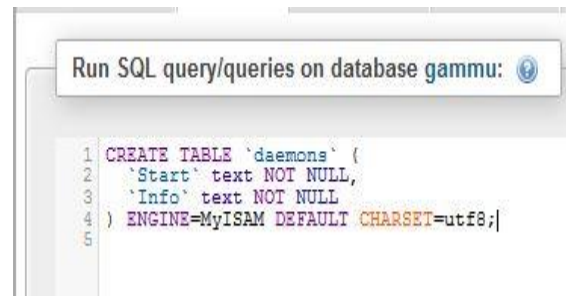 Run SQL query/queries on database gammu:
1 CREATE TABLE `daemons` (
2 `Start` text NOT NULL,
3 `Info` text NOT NULL
4 ) ENGINE=MyISAM DEFAULT CHARSET=utf8;
5